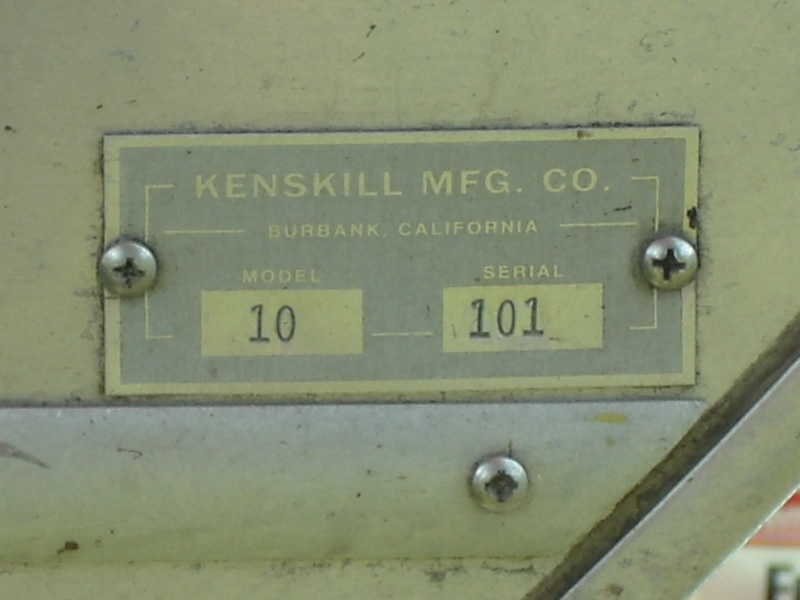 KENSKILL MFG. CO.
BURBANK, CALIFORNIA
MODEL SERIAL
10 101